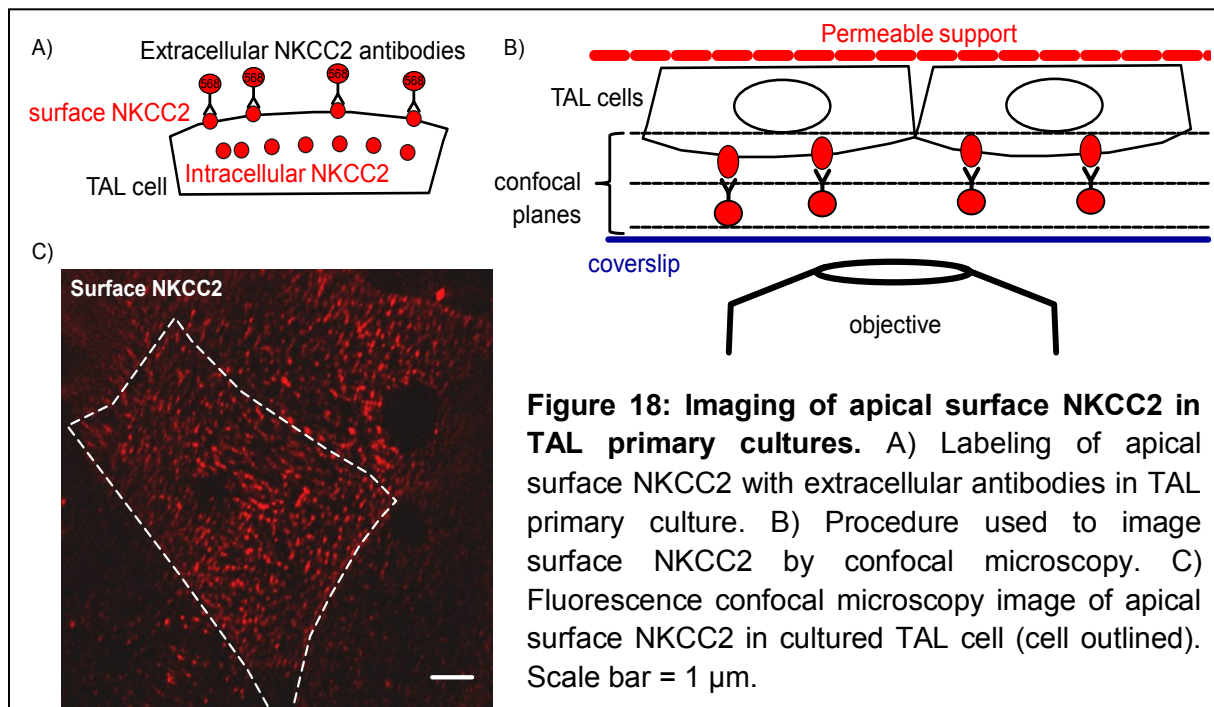 A)
Extracellular NKCC2 antibodies
568 568 568 568
surface NKCC2
Intracellular NKCC2
TAL cell
B)
Permeable support
TAL cells
confocal
planes
coverslip
objective
C)
Surface NKCC2
Figure 18: Imaging of apical surface NKCC2 in
TAL primary cultures. A) Labeling of apical
surface NKCC2 with extracellular antibodies in TAL
primary culture. B) Procedure used to image
surface NKCC2 by confocal microscopy. C)
Fluorescence confocal microscopy image of apical
surface NKCC2 in cultured TAL cell (cell outlined).
Scale bar = 1 µm.